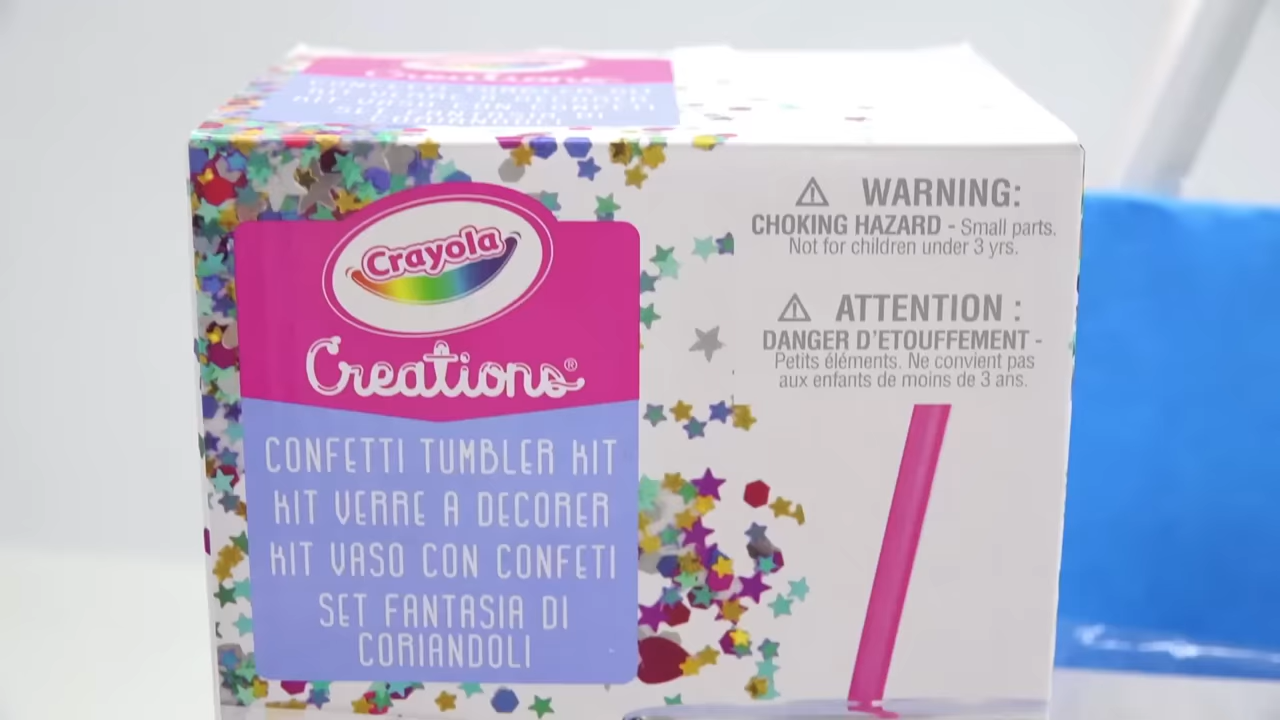 Crayola
Creations®
CONFETTI TUMBLER KIT
KIT VERRE A DECORER
KIT VASO CON CONFETI
SET FANTASIA DI
CORIANDOLI
⚠ WARNING:
CHOKING HAZARD - Small parts.
Not for children under 3 yrs.
⚠ ATTENTION :
DANGER D'ETOUFFEMENT -
Petits éléments. Ne convient pas
aux enfants de moins de 3 ans.